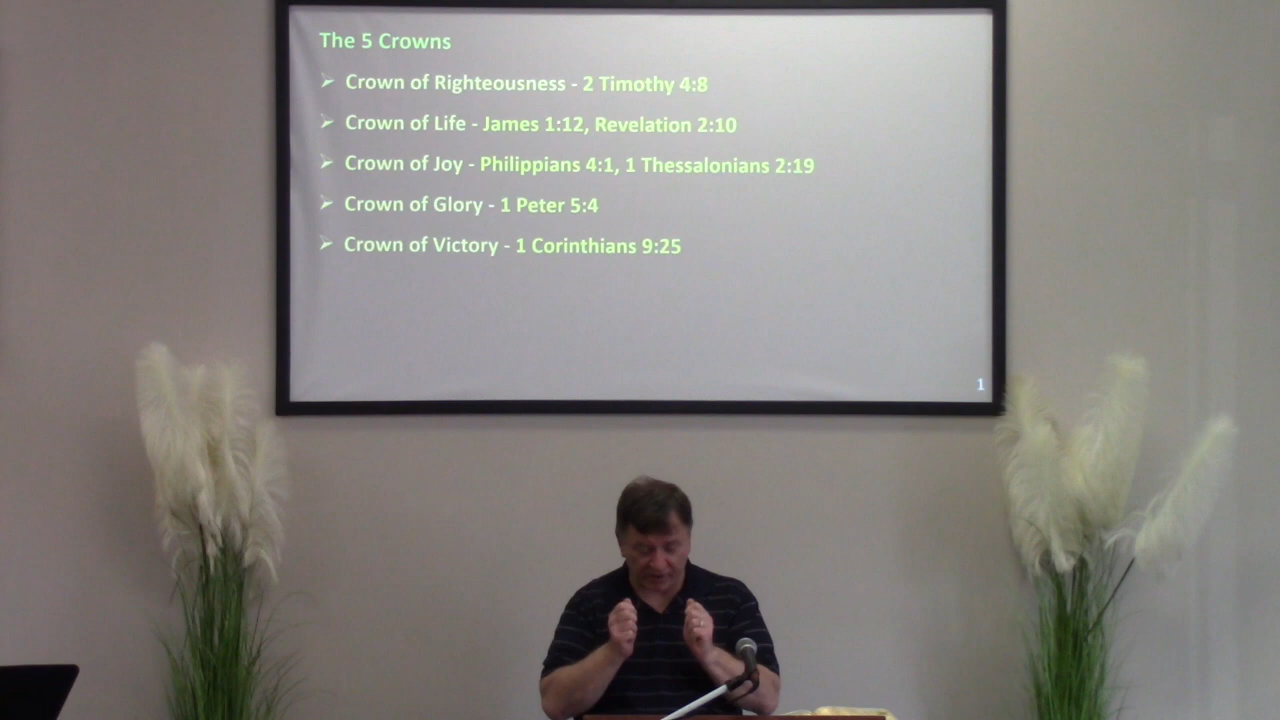 The 5 Crowns
➢ Crown of Righteousness - 2 Timothy 4:8
➢ Crown of Life - James 1:12, Revelation 2:10
➢ Crown of Joy - Philippians 4:1, 1 Thessalonians 2:19
➢ Crown of Glory - 1 Peter 5:4
➢ Crown of Victory - 1 Corinthians 9:25
1